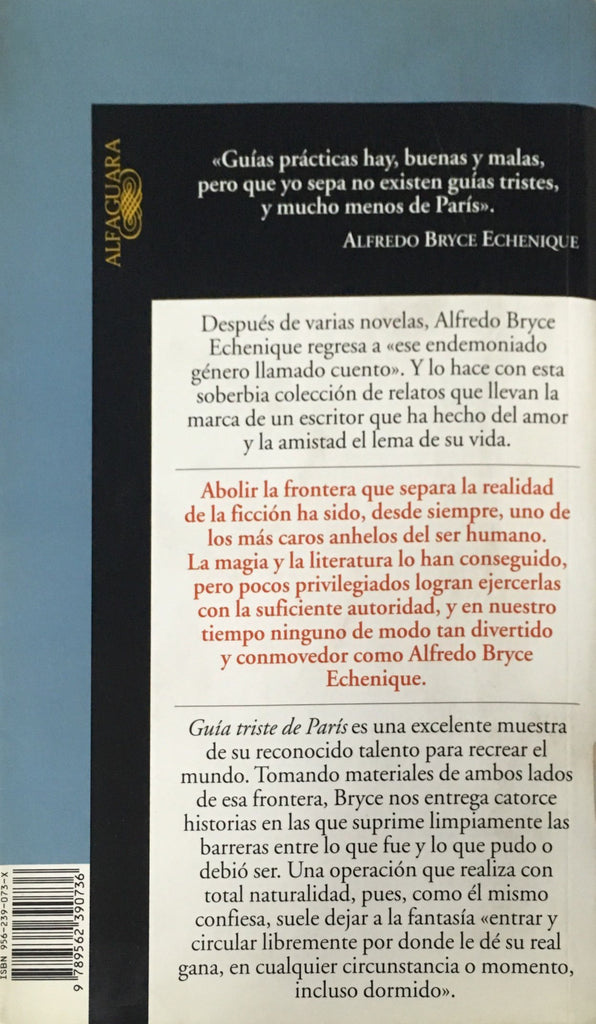 ALFAGUARA
«Guías prácticas hay, buenas y malas,
pero que yo sepa no existen guías tristes,
y mucho menos de París».
ALFREDO BRYCE ECHENIQUE
Después de varias novelas, Alfredo Bryce
Echenique regresa a «ese endemoniado
género llamado cuento». Y lo hace con esta
soberbia colección de relatos que llevan la
marca de un escritor que ha hecho del amor
y la amistad el lema de su vida.
Abolir la frontera que separa la realidad
de la ficción ha sido, desde siempre, uno de
los más caros anhelos del ser humano.
La magia y la literatura lo han conseguido,
pero pocos privilegiados logran ejercerlas
con la suficiente autoridad, y en nuestro
tiempo ninguno de modo tan divertido
y conmovedor como Alfredo Bryce
Echenique.
Guía triste de París es una excelente muestra
de su reconocido talento para recrear el
mundo. Tomando materiales de ambos lados
de esa frontera, Bryce nos entrega catorce
historias en las que suprime limpiamente las
barreras entre lo que fue y lo que pudo o
debió ser. Una operación que realiza con
total naturalidad, pues, como él mismo
confiesa, suele dejar a la fantasía «entrar y
circular libremente por donde le dé su real
gana, en cualquier circunstancia o momento,
incluso dormido».
ISBN 956-239-073-X
9 789562 390736